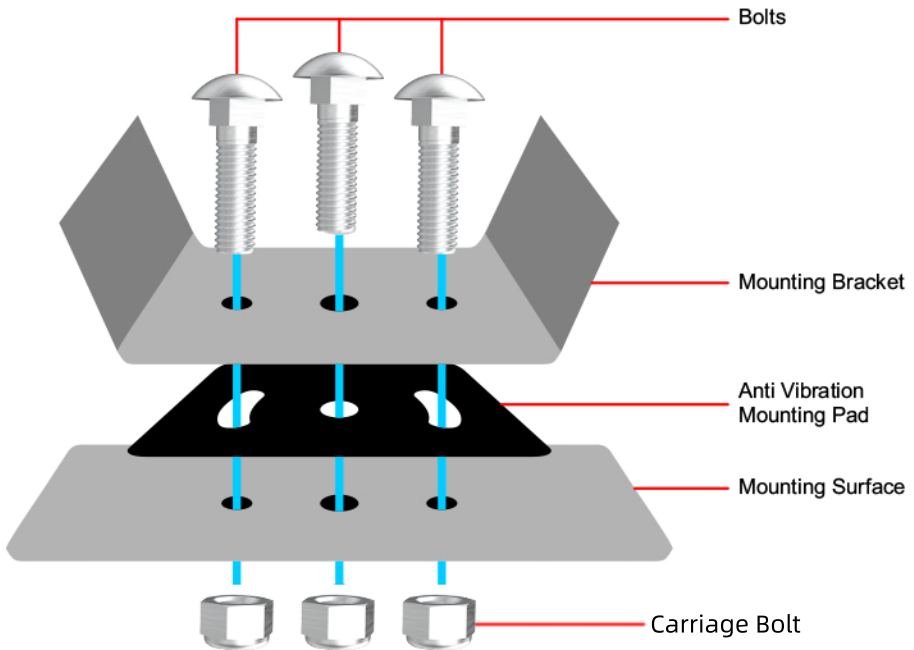 Bolts
Mounting Bracket
Anti Vibration
Mounting Pad
Mounting Surface
Carriage Bolt